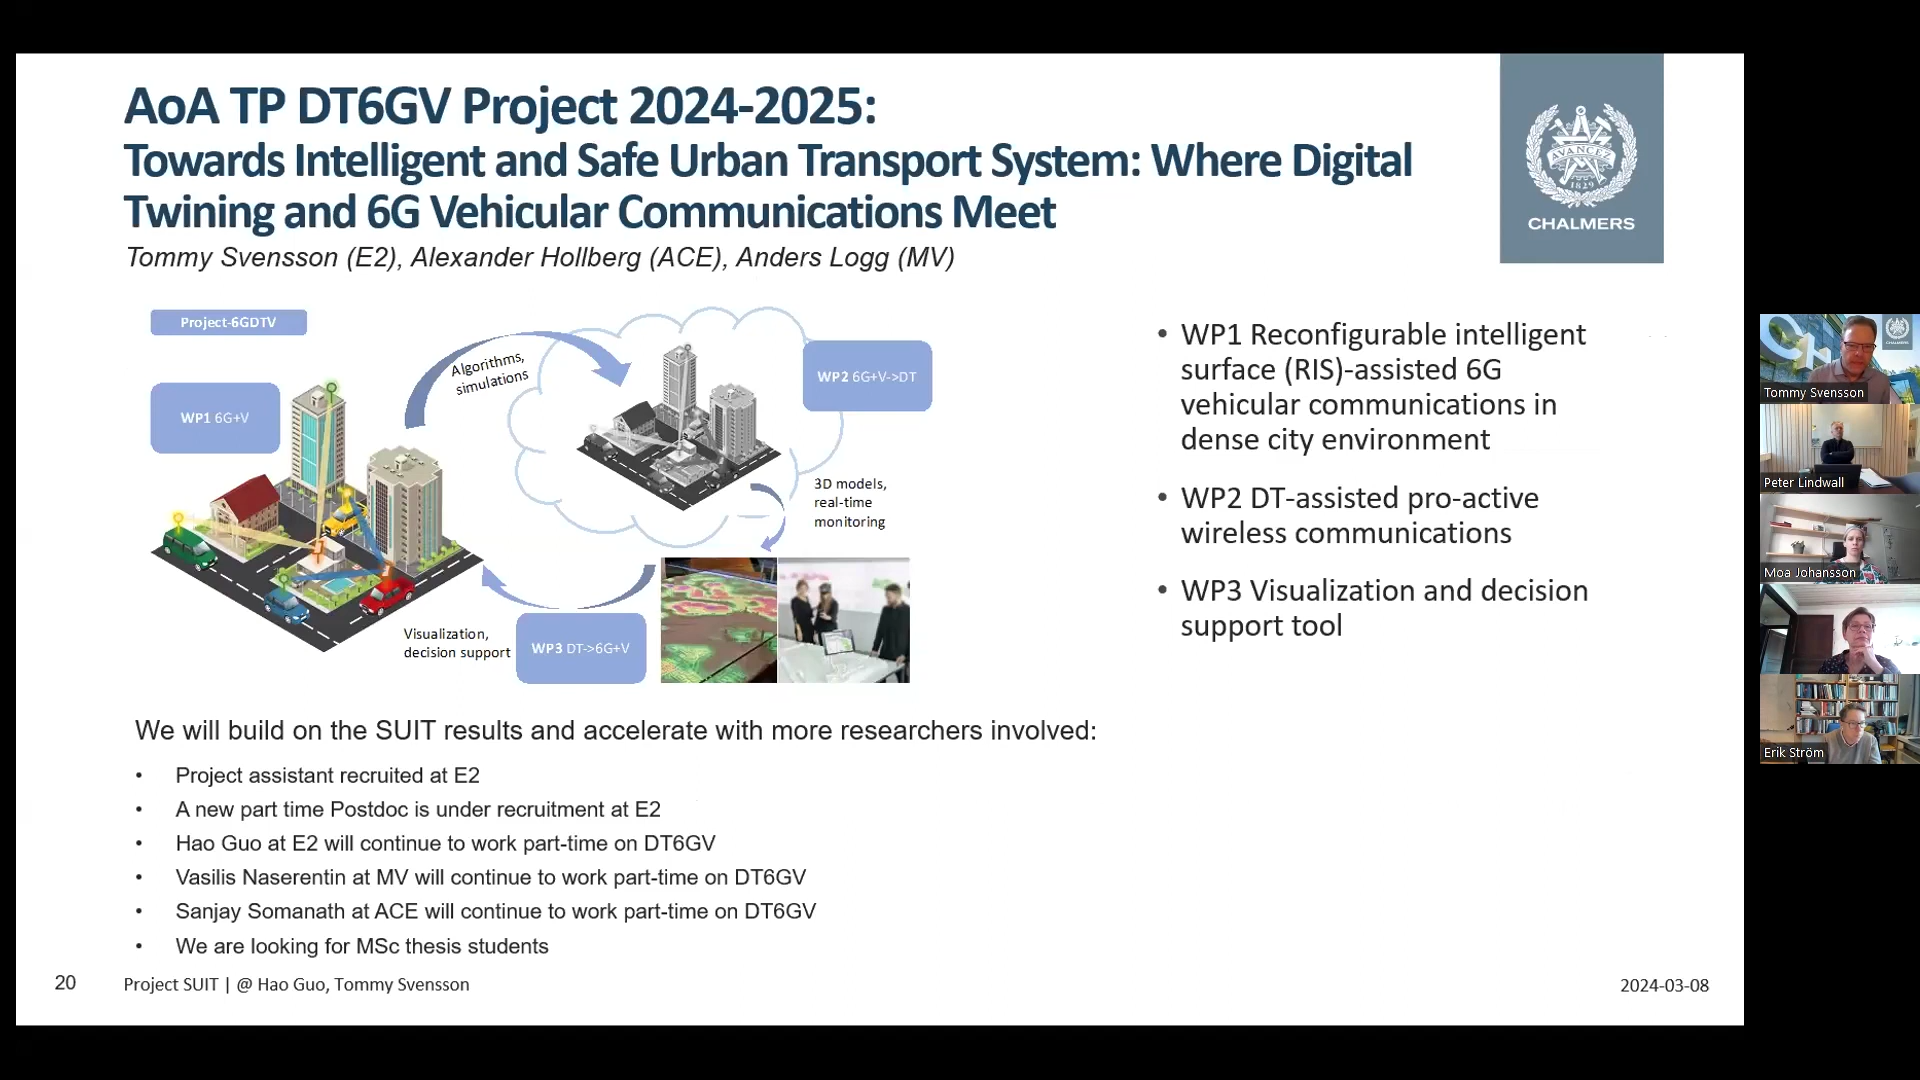 AoA TP DT6GV Project 2024-2025:
Towards Intelligent and Safe Urban Transport System: Where Digital
Twining and 6G Vehicular Communications Meet
Tommy Svensson (E2), Alexander Hollberg (ACE), Anders Logg (MV)
AVANCEZ
1829
CHALMERS
Project-6GDTV
WP1 6G+V
Algorithms,
simulations
WP2 6G+V->DT
3D models,
real-time
monitoring
Visualization,
decision support
WP3 DT->6G+V
• WP1 Reconfigurable intelligent
surface (RIS)-assisted 6G
vehicular communications in
dense city environment
• WP2 DT-assisted pro-active
wireless communications
• WP3 Visualization and decision
support tool
We will build on the SUIT results and accelerate with more researchers involved:
• Project assistant recruited at E2
• A new part time Postdoc is under recruitment at E2
• Hao Guo at E2 will continue to work part-time on DT6GV
• Vasilis Naserentin at MV will continue to work part-time on DT6GV
• Sanjay Somanath at ACE will continue to work part-time on DT6GV
• We are looking for MSc thesis students
20
Project SUIT | @ Hao Guo, Tommy Svensson
2024-03-08
Tommy Svensson
Peter Lindwall
Moa Johansson
Erik Ström